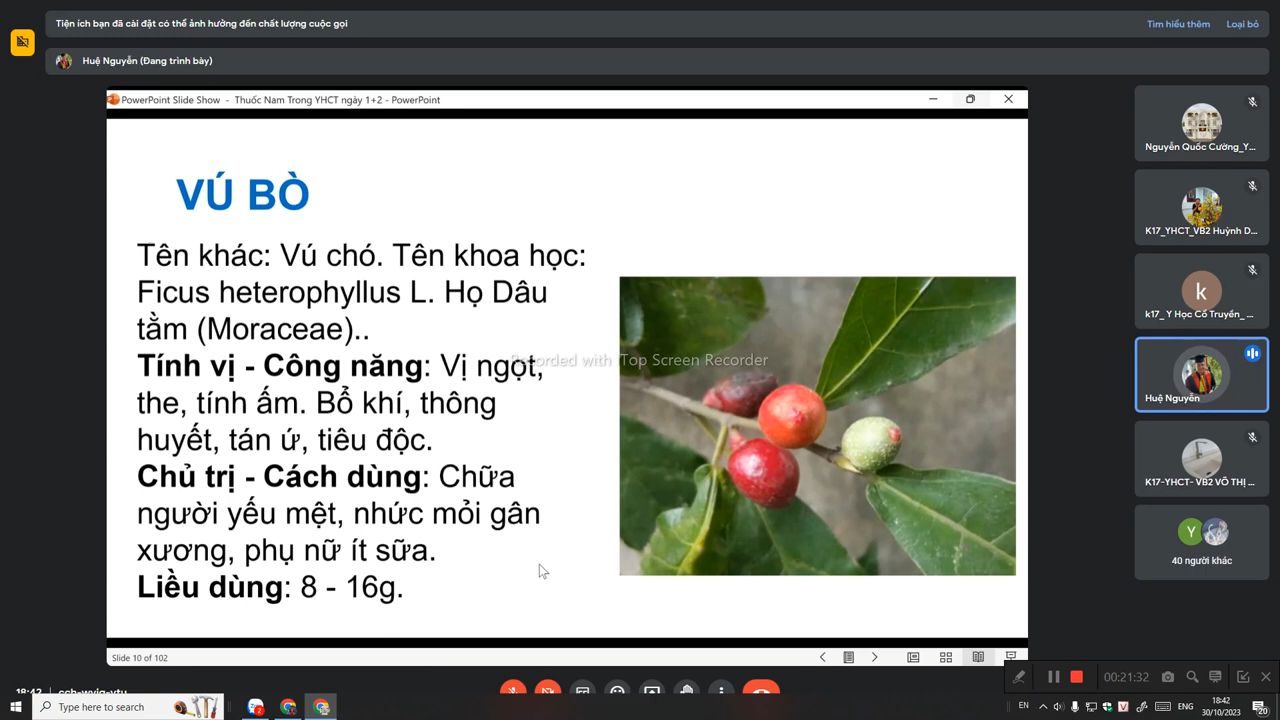 Tiện ích bạn đã cài đặt có thể ảnh hưởng đến chất lượng cuộc gọi
Tìm hiểu thêm
Loại bỏ
Huệ Nguyễn (Đang trình bày)
PowerPoint Slide Show - Thuốc Nam Trong YHCT ngày 1+2 - PowerPoint
VÚ BÒ
Tên khác: Vú chó. Tên khoa học:
Ficus heterophyllus L. Họ Dâu
tằm (Moraceae)..
Tính vị - Công năng: Vị ngọt,
the, tính ấm. Bổ khí, thông
huyết, tán ứ, tiêu độc.
Chủ trị - Cách dùng: Chữa
người yếu mệt, nhức mỏi gân
xương, phụ nữ ít sữa.
Liều dùng: 8 - 16g.
Recorded with iTop Screen Recorder
Slide 10 of 102
Nguyễn Quốc Cường_Y...
K17_YHCT_VB2 Huỳnh D...
k
k17_ Y Học Cổ Truyền_ ...
Huệ Nguyễn
K17-YHCT- VB2 VÕ THỊ ...
Y
40 người khác
00:21:32
18:42
Type here to search
2
EN
V
ENG
18:42
30/10/2023
20